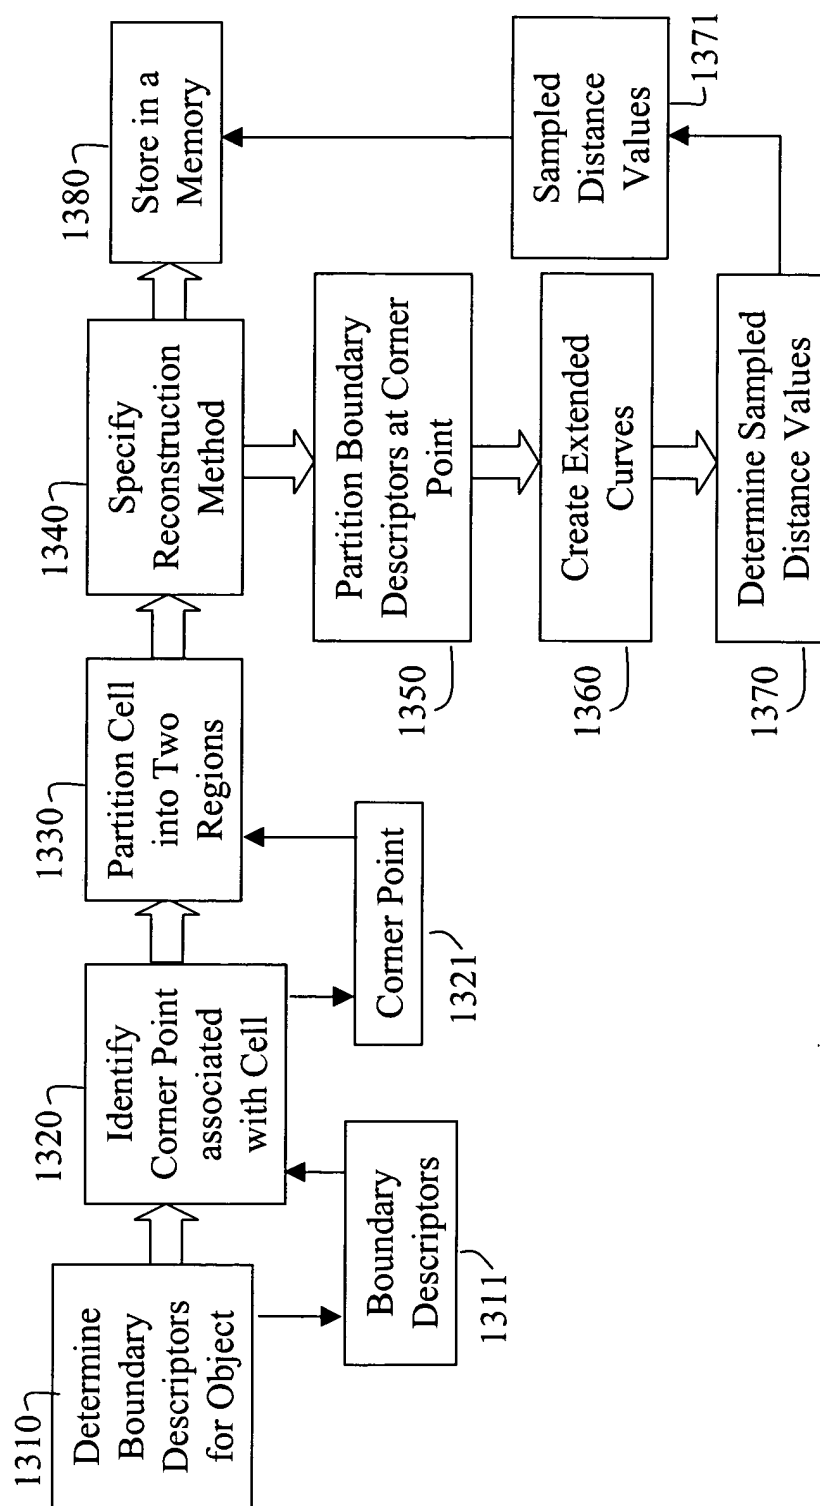 1310
Determine
Boundary
Descriptors
for Object
Boundary
Descriptors
1311
1320
Identify
Corner Point
associated
with Cell
Corner Point
1321
1330
Partition Cell
into Two
Regions
1340
Specify
Reconstruction
Method
1380
Store in a
Memory
Partition Boundary
Descriptors at Corner
Point
1350
Create Extended
Curves
1360
Determine Sampled
Distance Values
1370
Sampled
Distance
Values
1371